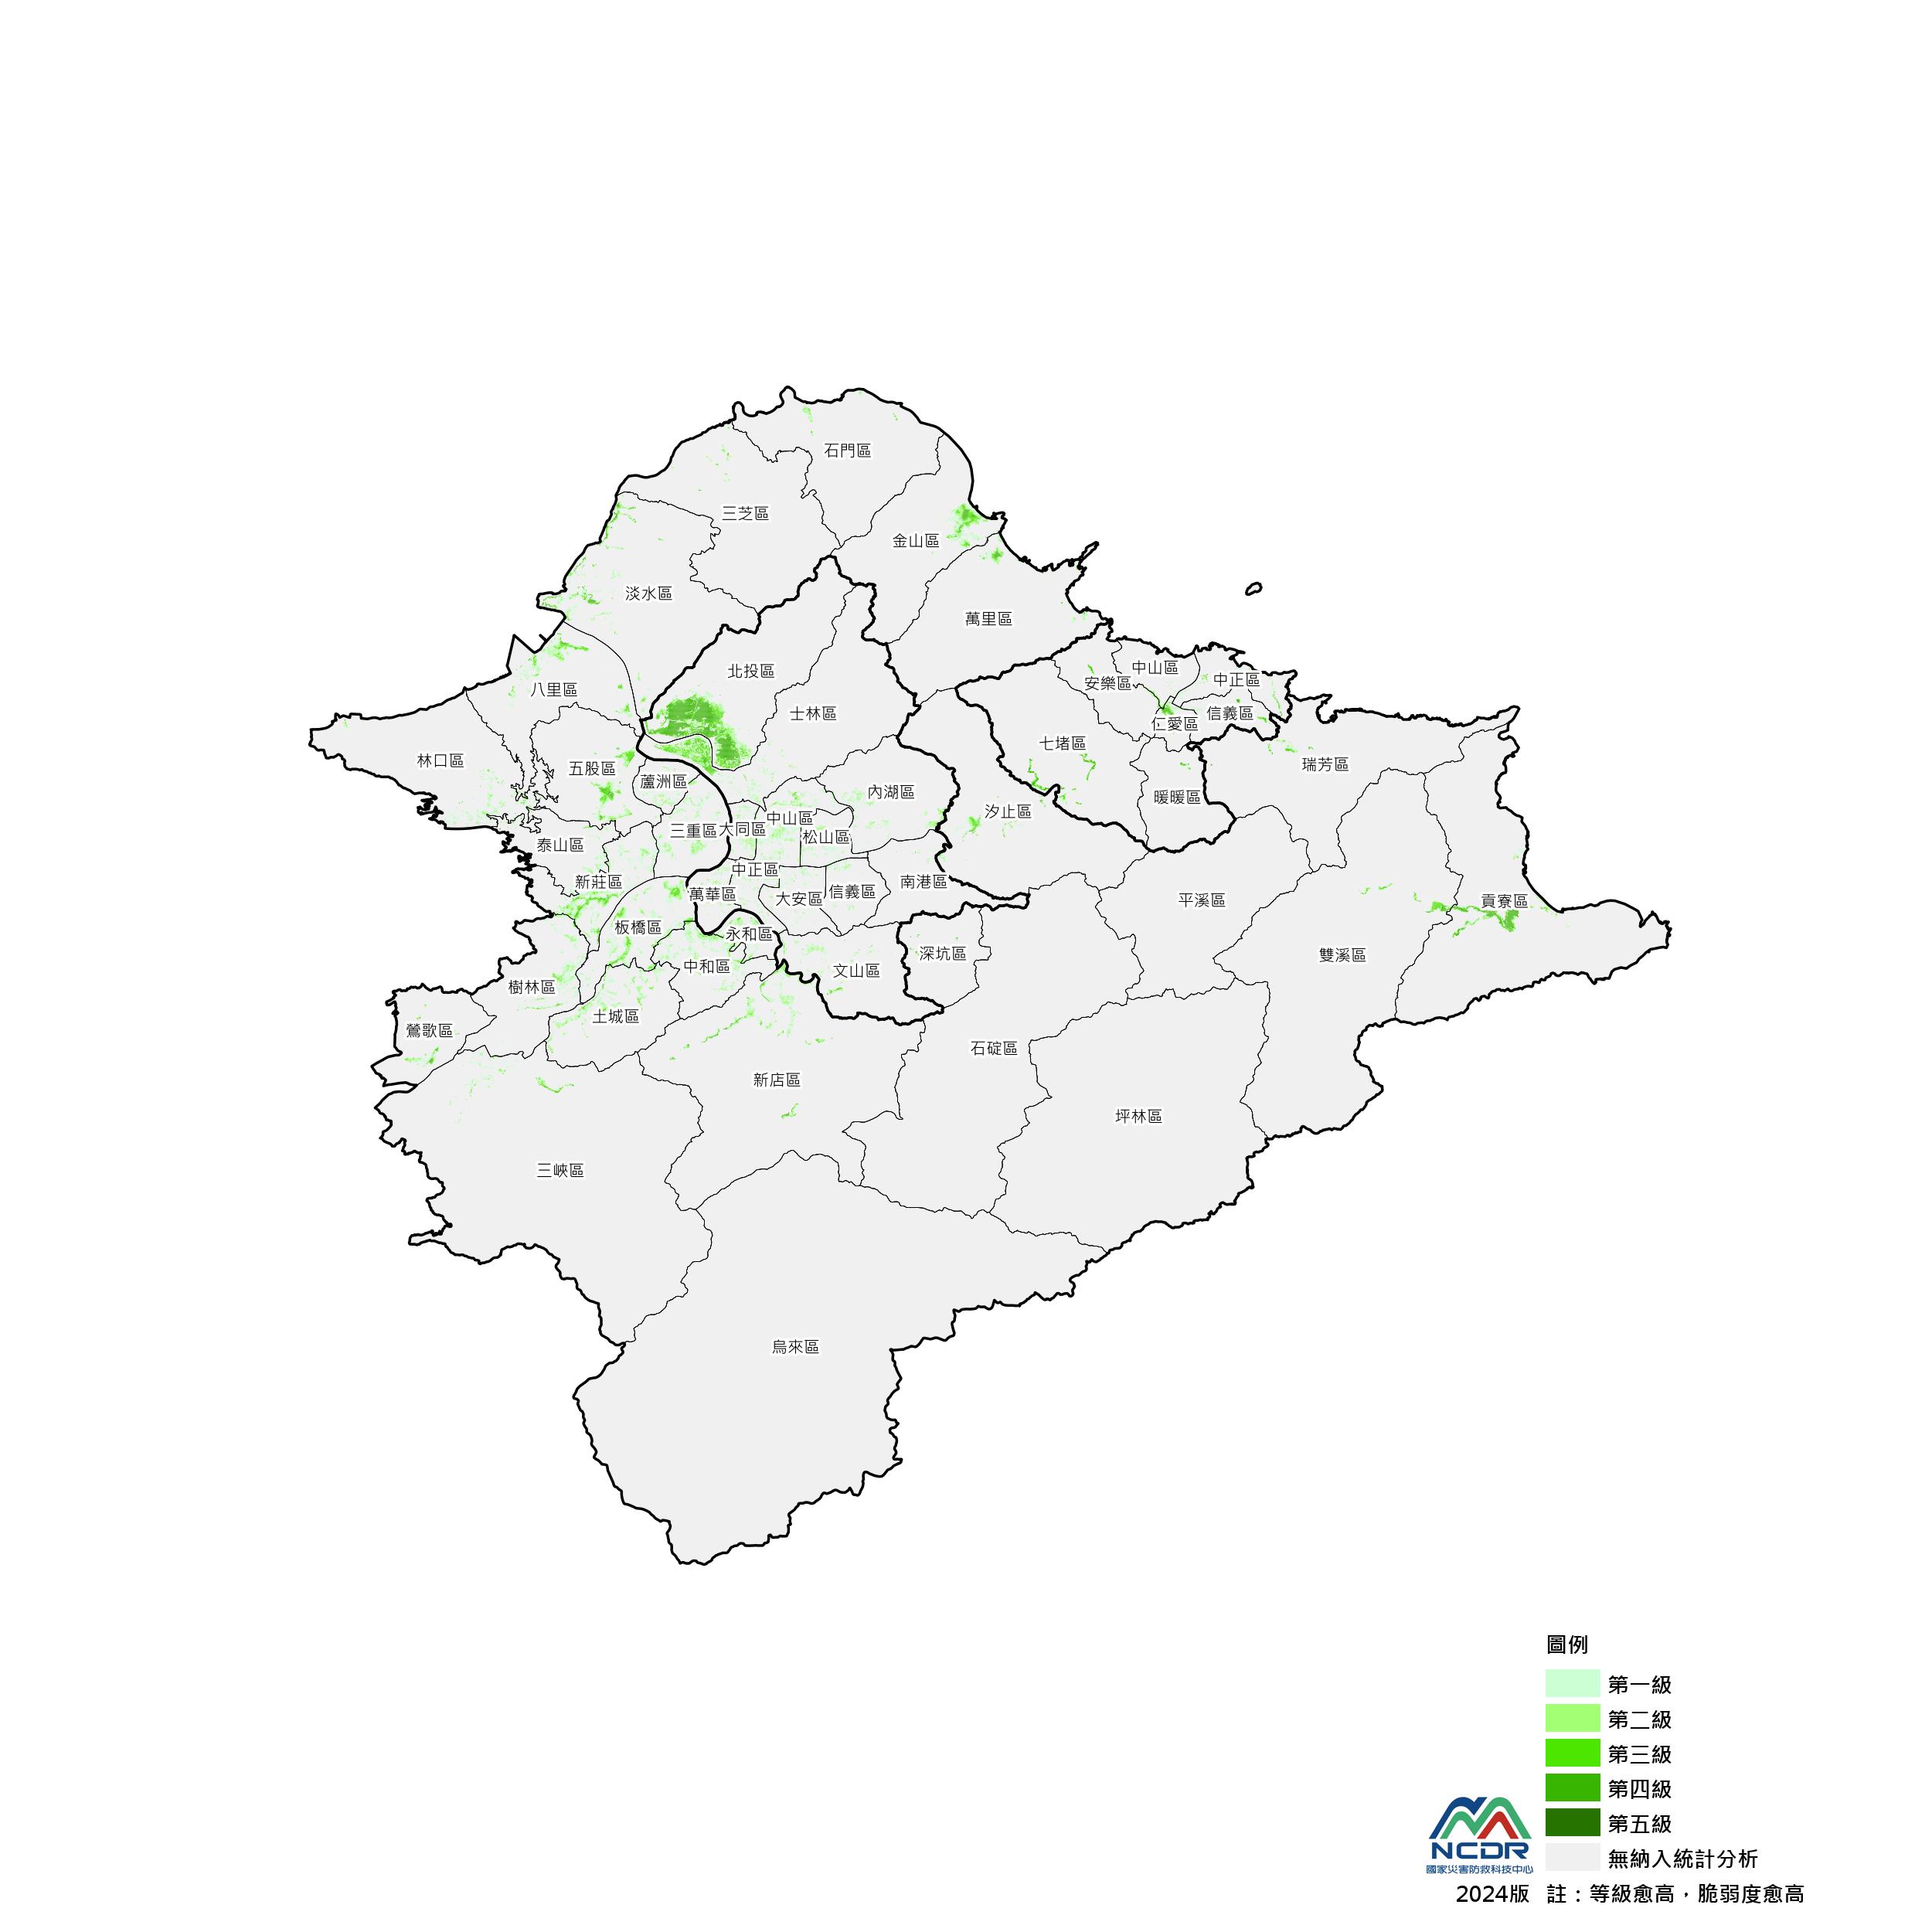 石門區
三芝區
金山區
淡水區
萬里區
北投區
中山區
安樂區
中正區
八里區
士林區
信義區
仁愛區
七堵區
林口區
五股區
瑞芳區
蘆洲區
內湖區
暖暖區
汐止區
中山區
三重區
大同區
松山區
泰山區
中正區
新莊區
南港區
萬華區
信義區
大安區
平溪區
貢寮區
板橋區
永和區
深坑區
雙溪區
中和區
文山區
樹林區
土城區
鶯歌區
石碇區
新店區
坪林區
三峽區
烏來區
圖例
第一級
第二級
第三級
第四級
第五級
無納入統計分析
NCDR
國家災害防救科技中心
2024版 註：等級愈高，脆弱度愈高